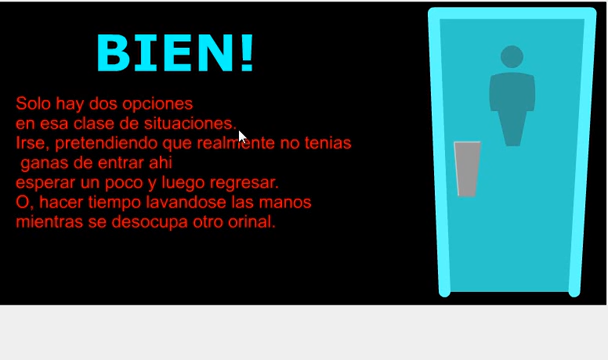 BIEN!
Solo hay dos opciones
en esa clase de situaciones.
Irse, pretendiendo que realmente no tenias
ganas de entrar ahi
esperar un poco y luego regresar.
O, hacer tiempo lavandose las manos
mientras se desocupa otro orinal.